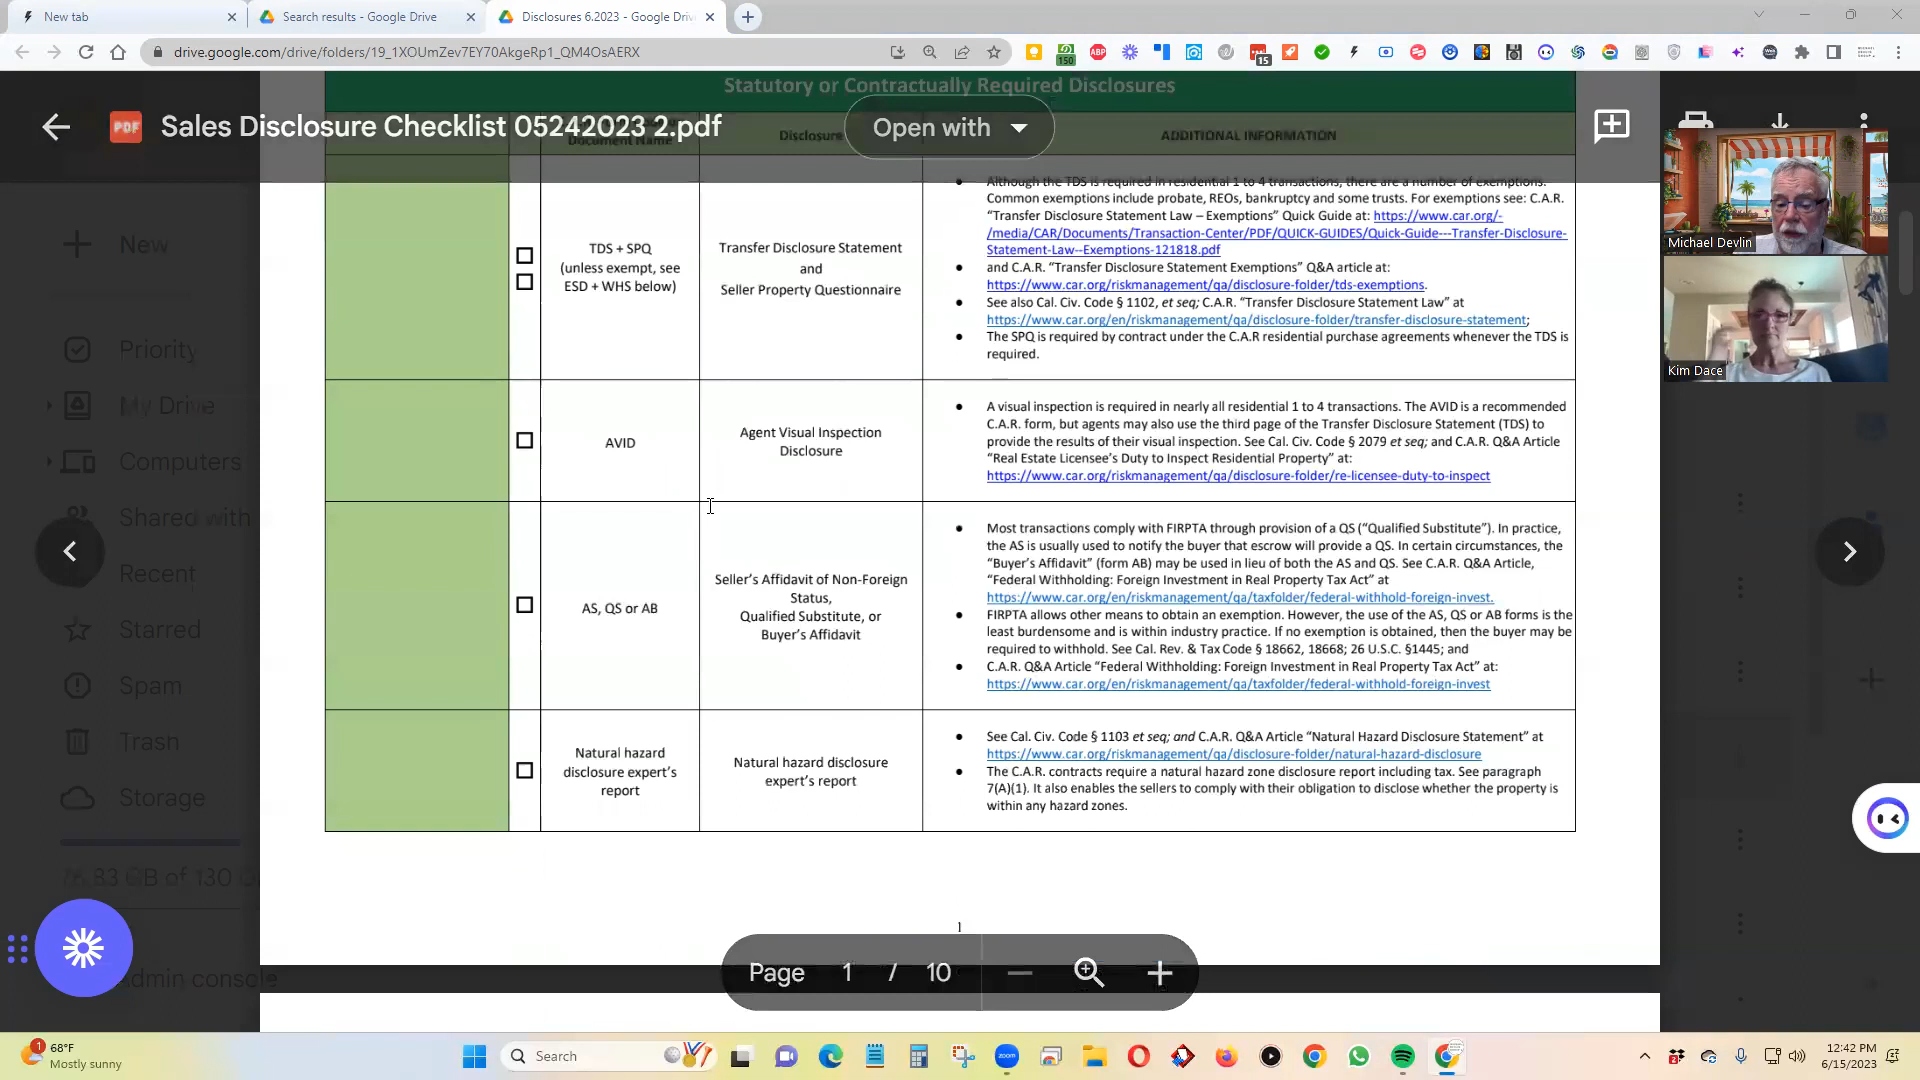 New tab
Search results - Google Drive
Disclosures 6.2023 - Google Driv
drive.google.com/drive/folders/19_1XOUmZev7EY70AkgeRp1_QM4OsAERX
150
ABP
15
Statutory or Contractually Required Disclosures
PDF
Sales Disclosure Checklist 05242023 2.pdf
Open with
Document Name
Disclosure
ADDITIONAL INFORMATION
New
Priority
My Drive
Computers
Shared with
Recent
Starred
Spam
Trash
Storage
83 GB of 130 G
Admin console
TDS + SPQ
(unless exempt, see
ESD + WHS below)
Transfer Disclosure Statement
and
Seller Property Questionnaire
Although the TDS is required in residential 1 to 4 transactions, there are a number of exemptions.
Common exemptions include probate, REOs, bankruptcy and some trusts. For exemptions see: C.A.R.
“Transfer Disclosure Statement Law – Exemptions” Quick Guide at: https://www.car.org/-
/media/CAR/Documents/Transaction-Center/PDF/QUICK-GUIDES/Quick-Guide---Transfer-Disclosure-
Statement-Law--Exemptions-121818.pdf
and C.A.R. “Transfer Disclosure Statement Exemptions” Q&A article at:
https://www.car.org/riskmanagement/qa/disclosure-folder/tds-exemptions.
See also Cal. Civ. Code § 1102, et seq; C.A.R. “Transfer Disclosure Statement Law” at
https://www.car.org/en/riskmanagement/qa/disclosure-folder/transfer-disclosure-statement;
The SPQ is required by contract under the C.A.R residential purchase agreements whenever the TDS is
required.
AVID
Agent Visual Inspection
Disclosure
A visual inspection is required in nearly all residential 1 to 4 transactions. The AVID is a recommended
C.A.R. form, but agents may also use the third page of the Transfer Disclosure Statement (TDS) to
provide the results of their visual inspection. See Cal. Civ. Code § 2079 et seq; and C.A.R. Q&A Article
“Real Estate Licensee’s Duty to Inspect Residential Property” at:
https://www.car.org/riskmanagement/qa/disclosure-folder/re-licensee-duty-to-inspect
AS, QS or AB
Seller’s Affidavit of Non-Foreign
Status,
Qualified Substitute, or
Buyer’s Affidavit
Most transactions comply with FIRPTA through provision of a QS (“Qualified Substitute”). In practice,
the AS is usually used to notify the buyer that escrow will provide a QS. In certain circumstances, the
“Buyer’s Affidavit” (form AB) may be used in lieu of both the AS and QS. See C.A.R. Q&A Article,
“Federal Withholding: Foreign Investment in Real Property Tax Act” at
https://www.car.org/en/riskmanagement/qa/taxfolder/federal-withhold-foreign-invest.
FIRPTA allows other means to obtain an exemption. However, the use of the AS, QS or AB forms is the
least burdensome and is within industry practice. If no exemption is obtained, then the buyer may be
required to withhold. See Cal. Rev. & Tax Code § 18662, 18668; 26 U.S.C. §1445; and
C.A.R. Q&A Article “Federal Withholding: Foreign Investment in Real Property Tax Act” at:
https://www.car.org/en/riskmanagement/qa/taxfolder/federal-withhold-foreign-invest
Natural hazard
disclosure expert’s
report
Natural hazard disclosure
expert’s report
See Cal. Civ. Code § 1103 et seq; and C.A.R. Q&A Article “Natural Hazard Disclosure Statement” at
https://www.car.org/riskmanagement/qa/disclosure-folder/natural-hazard-disclosure
The C.A.R. contracts require a natural hazard zone disclosure report including tax. See paragraph
7(A)(1). It also enables the sellers to comply with their obligation to disclose whether the property is
within any hazard zones.
1
Page 1 / 10
Michael Devlin
Kim Dace
1
68°F
Mostly sunny
Search
zoom
2
12:42 PM
6/15/2023